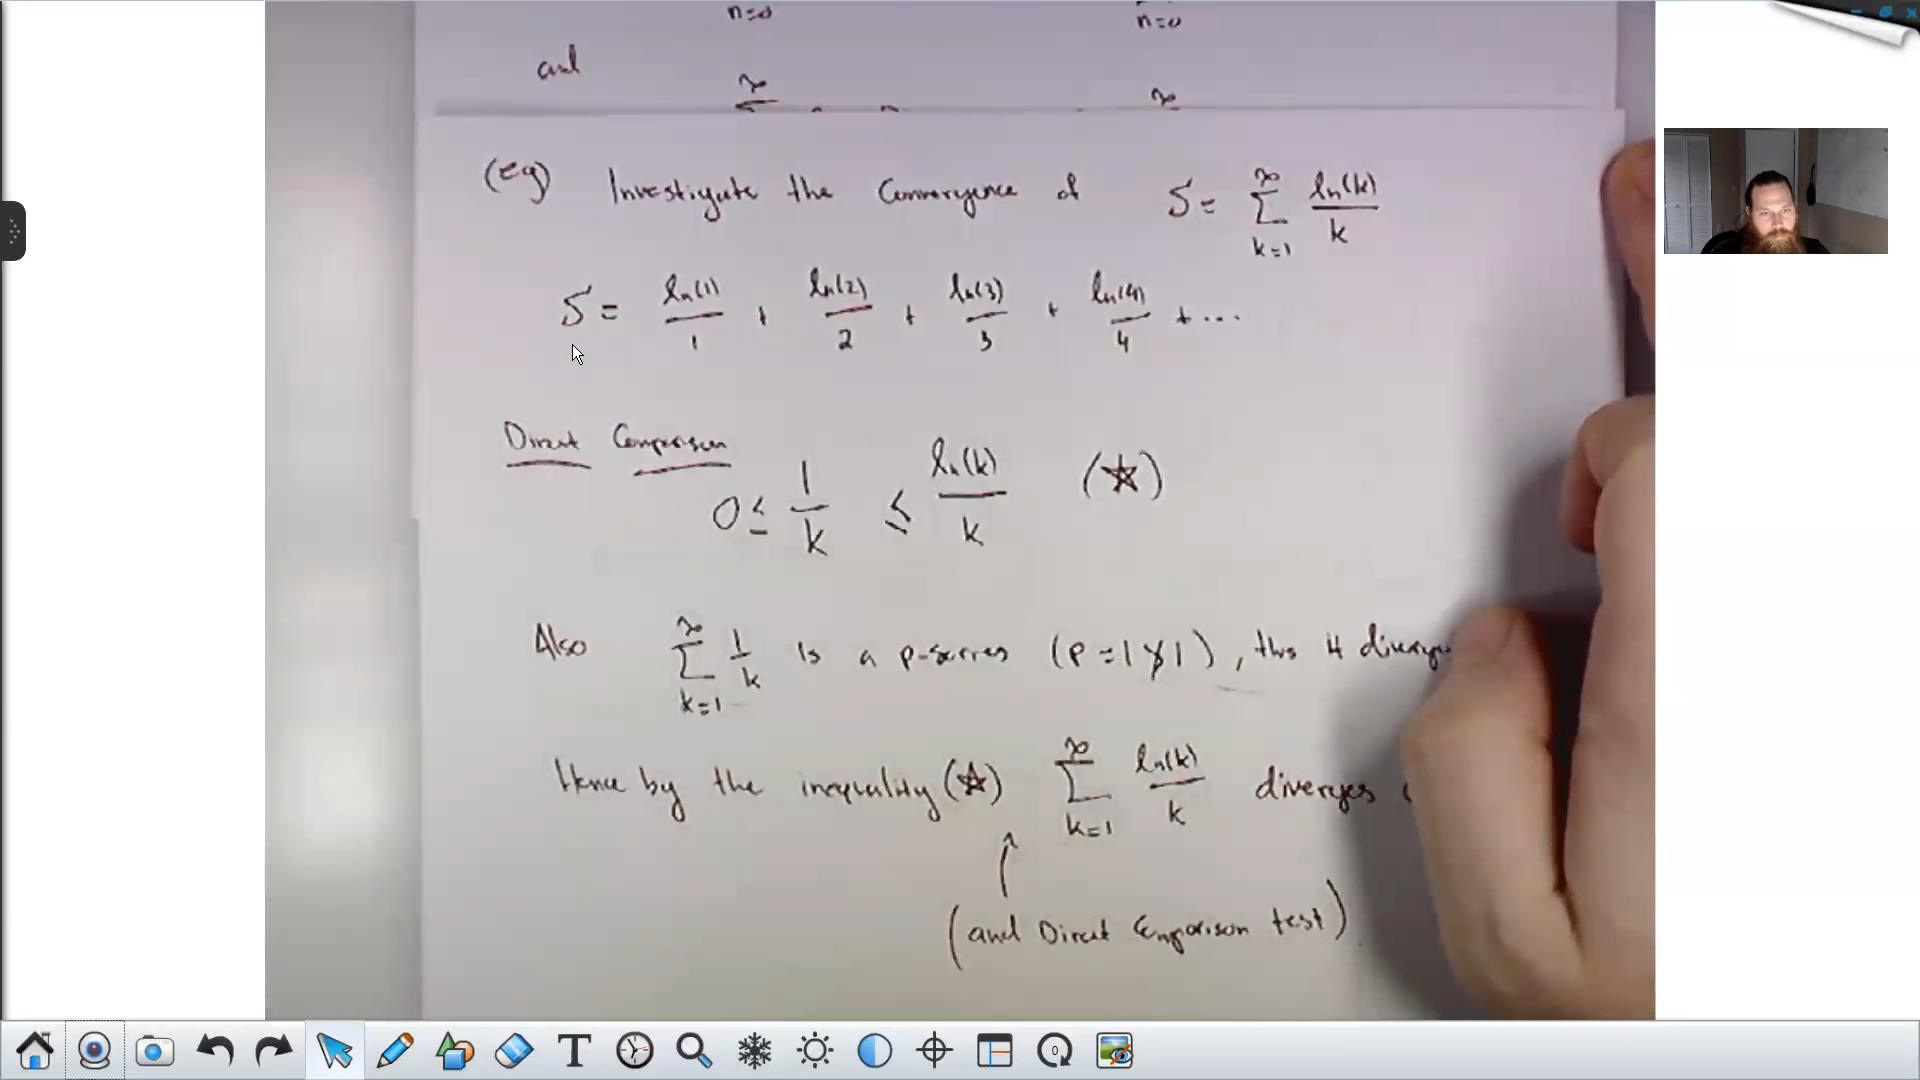 n=0 n=0
and ∞ ∞
(Eg) Investigate the Convergence of S = ∞ ∑ k=1 ln(k)/k
S = ln(1)/1 + ln(2)/2 + ln(3)/3 + ln(4)/4 + ...
Direct Comparison
0 ≤ 1/k ≤ ln(k)/k (☆)
Also ∞ ∑ k=1 1/k is a p-series (p = 1 ≯ 1), thus it
Hence by the inequality (☆) ∞ ∑ k=1 ln(k)/k diverges
(and Direct Comparison test)
T
0